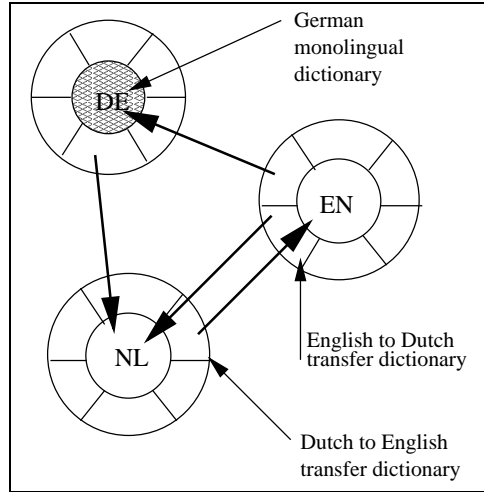 German
monolingual
dictionary
DE
EN
English to Dutch
transfer dictionary
NL
Dutch to English
transfer dictionary